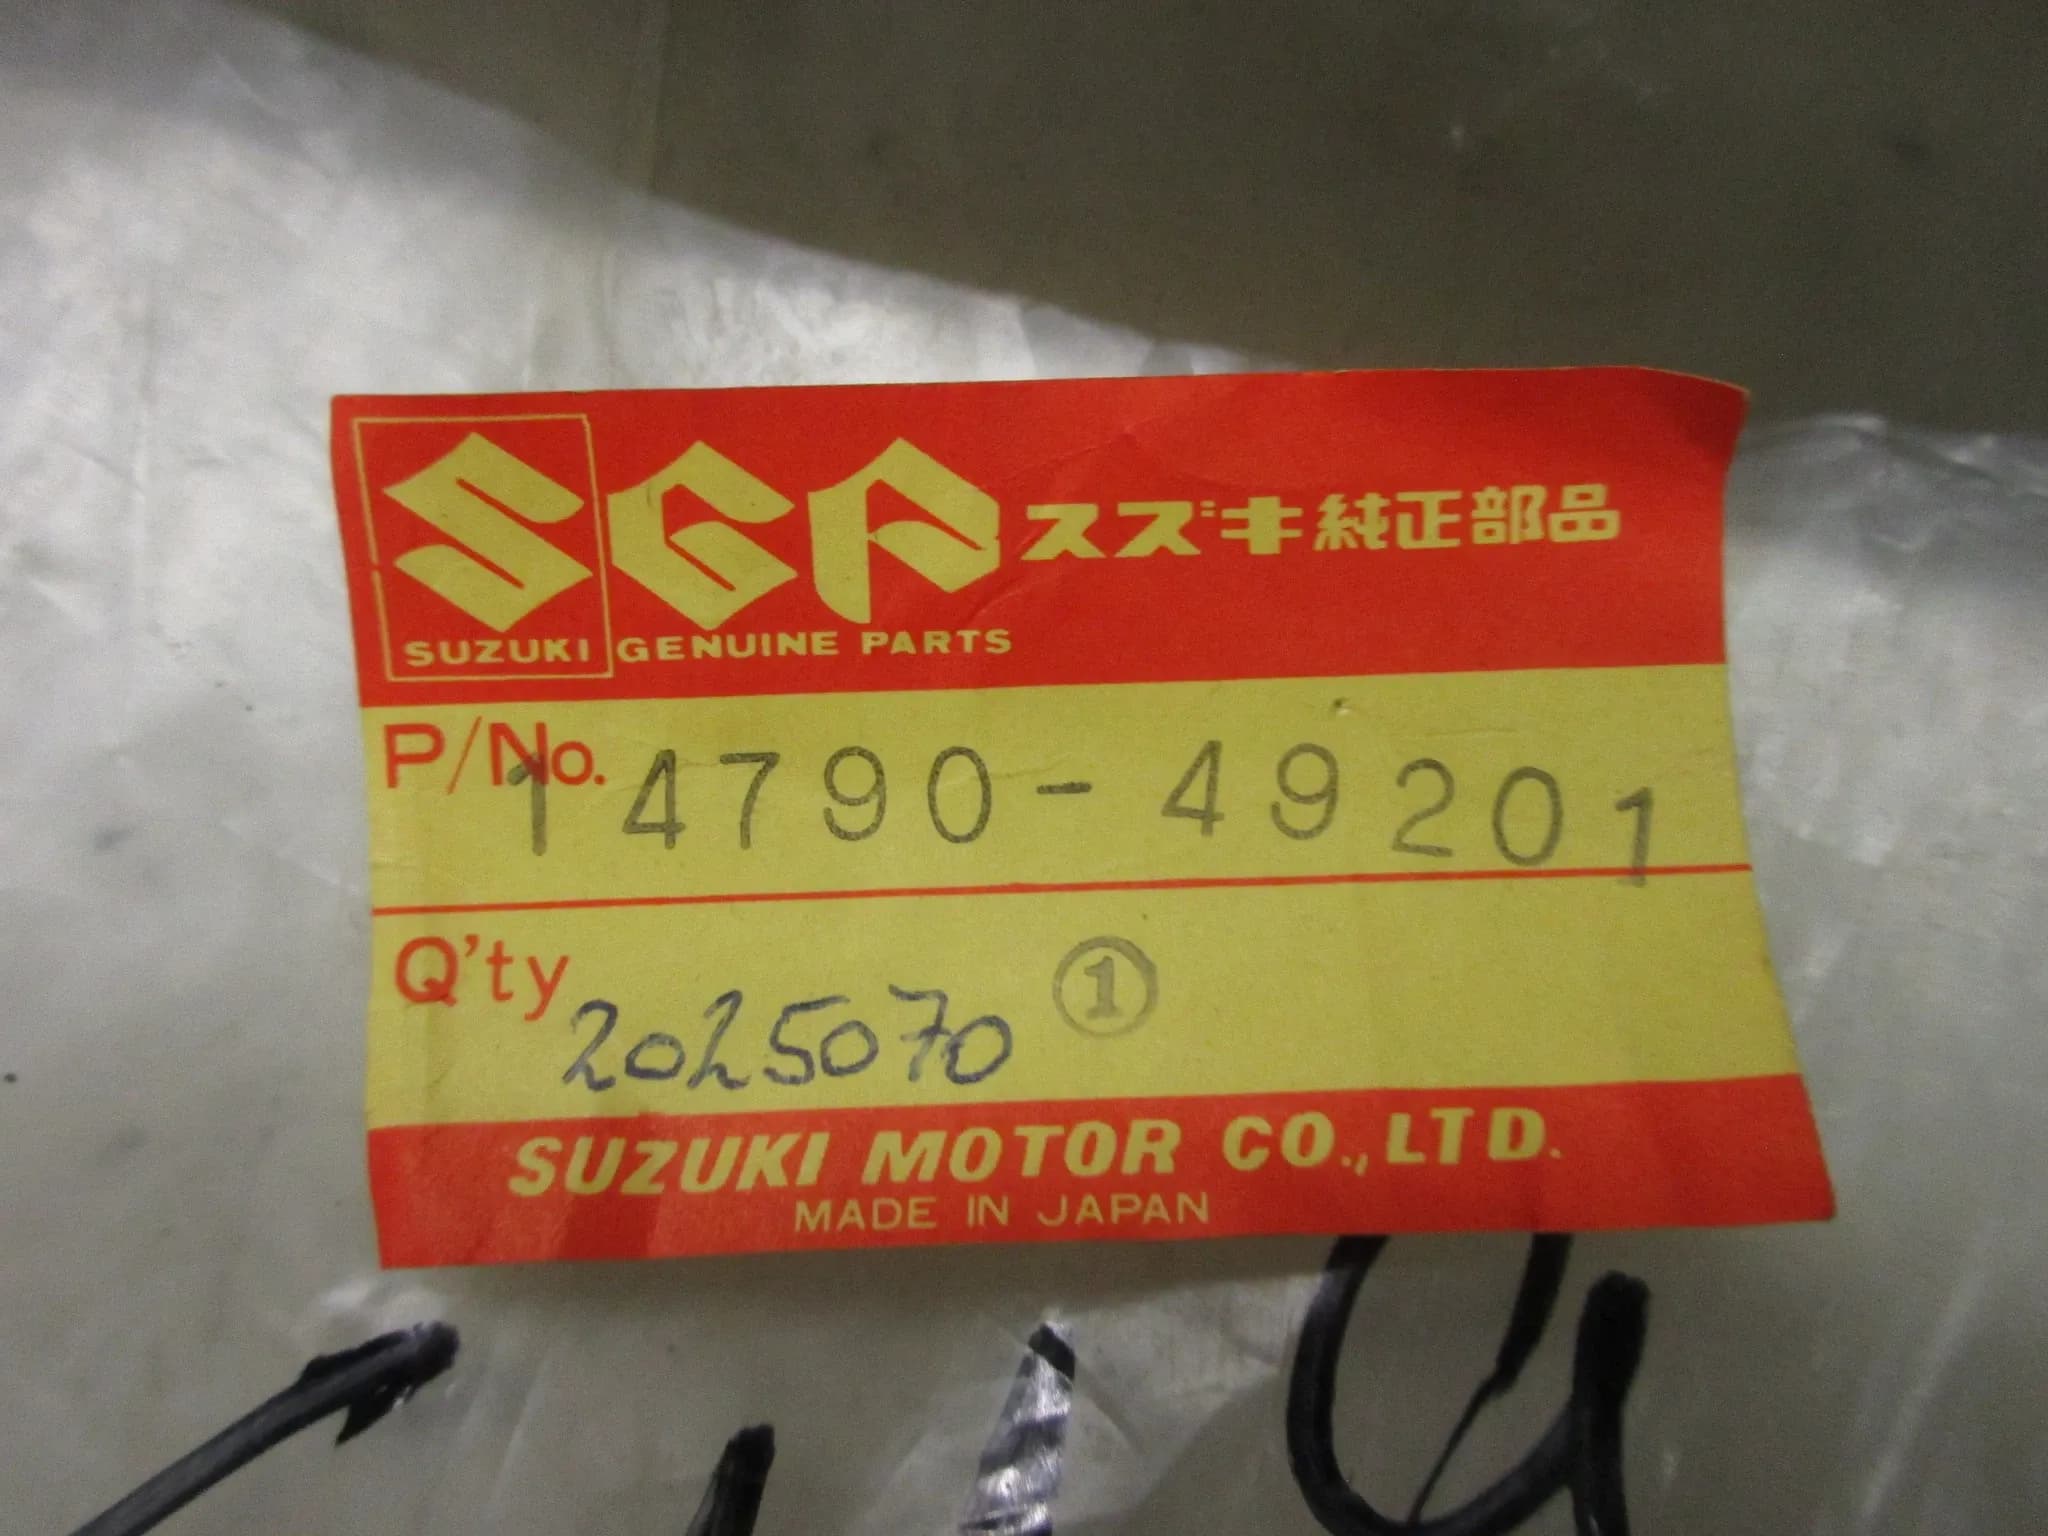 SGP スズキ純正部品
SUZUKI GENUINE PARTS
P/No. 14790-49201
Q'ty 2025070 ①
SUZUKI MOTOR CO.,LTD.
MADE IN JAPAN